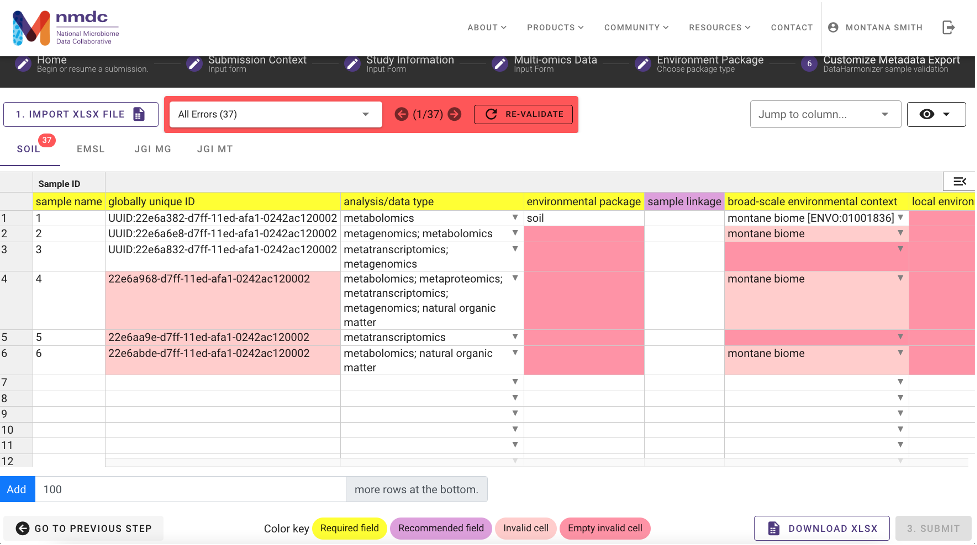 nmdc
National Microbiome
Data Collaborative
ABOUT PRODUCTS COMMUNITY RESOURCES CONTACT MONTANA SMITH
Home Submission Context Study Information Multi-omics Data Environment Package 6 Customize Metadata Export
Begin or resume a submission. Input form Input Form Input Form Choose package type DataHarmonizer sample validation
1. IMPORT XLSX FILE All Errors (37) (1/37) RE-VALIDATE Jump to column...
SOIL 37 EMSL JGI MG JGI MT
Sample ID
sample name globally unique ID analysis/data type environmental package sample linkage broad-scale environmental context local environ
1 1 UUID:22e6a382-d7ff-11ed-afa1-0242ac120002 metabolomics soil montane biome [ENVO:01001836]
2 2 UUID:22e6a6e8-d7ff-11ed-afa1-0242ac120002 metagenomics; metabolomics montane biome
3 3 UUID:22e6a832-d7ff-11ed-afa1-0242ac120002 metatranscriptomics;
metagenomics
4 4 22e6a968-d7ff-11ed-afa1-0242ac120002 metabolomics; metaproteomics; montane biome
metatranscriptomics;
metagenomics; natural organic
matter
5 5 22e6aa9e-d7ff-11ed-afa1-0242ac120002 metatranscriptomics
6 6 22e6abde-d7ff-11ed-afa1-0242ac120002 metabolomics; natural organic montane biome
matter
7
8
9
10
11
12
Add 100 more rows at the bottom.
GO TO PREVIOUS STEP Color key Required field Recommended field Invalid cell Empty invalid cell DOWNLOAD XLSX 3. SUBMIT